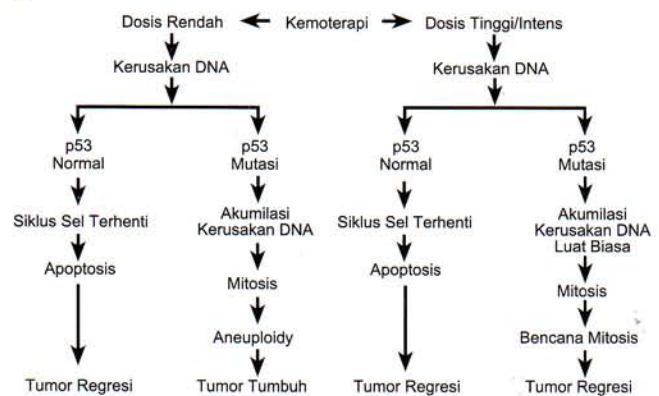 Dosis Rendah Kemoterapi Dosis Tinggi/Intens
Kerusakan DNA Kerusakan DNA
p53 Normal
p53 Mutasi
p53 Normal
p53 Mutasi
Siklus Sel Terhenti
Akumilasi Kerusakan DNA
Siklus Sel Terhenti
Akumilasi Kerusakan DNA Luat Biasa
Apoptosis Mitosis Apoptosis Mitosis
Aneuploidy Bencana Mitosis
Tumor Regresi Tumor Tumbuh Tumor Regresi Tumor Regresi